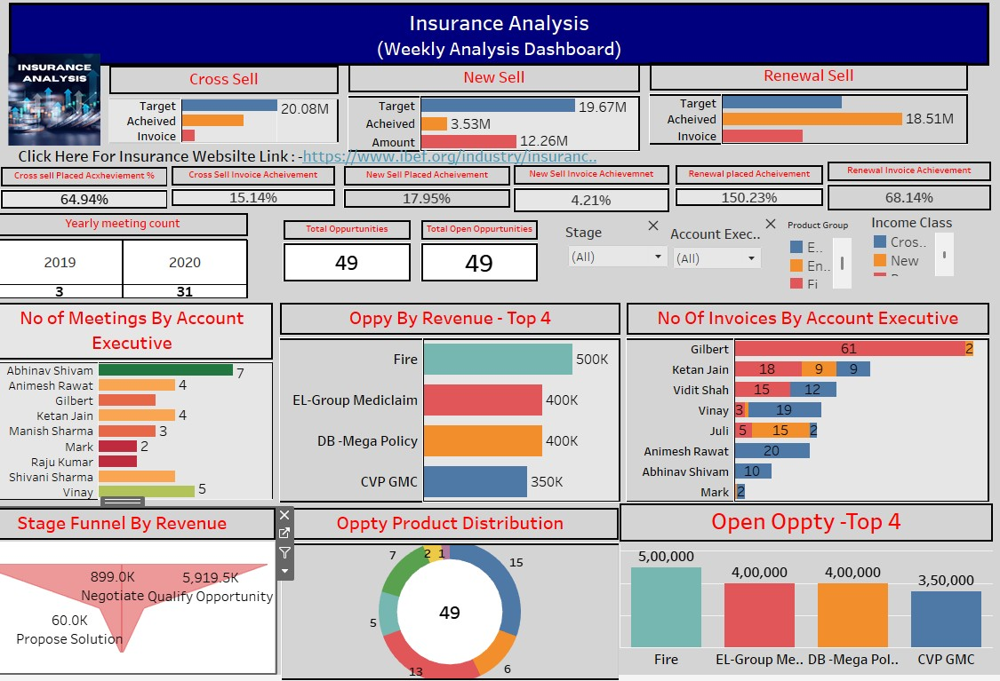 Insurance Analysis
(Weekly Analysis Dashboard)
INSURANCE
ANALYSIS
Cross Sell
Target
Acheived
Invoice
20.08M
New Sell
Target
Acheived
Amount
19.67M
3.53M
12.26M
Renewal Sell
Target
Acheived
Invoice
18.51M
Click Here For Insurance Websilte Link : -https://www.ibef.org/industry/insuranc..
Cross sell Placed Acxheviement %
64.94%
Cross Sell Invoice Acheivement
15.14%
New Sell Placed Acheivement
17.95%
New Sell Invoice Achievemnet
4.21%
Renewal placed Acheivement
150.23%
Renewal Invoice Achievement
68.14%
Yearly meeting count
2019
2020
3
31
Total Oppurtunities
49
Total Open Oppurtunities
49
Stage
(All)
Account Exec..
(All)
Product Group
E..
En..
Fi
Income Class
Cros..
New
No of Meetings By Account
Executive
Abhinav Shivam 7
Animesh Rawat 4
Gilbert
Ketan Jain 4
Manish Sharma 3
Mark 2
Raju Kumar
Shivani Sharma
Vinay 5
Oppy By Revenue - Top 4
Fire 500K
EL-Group Mediclaim 400K
DB -Mega Policy 400K
CVP GMC 350K
No Of Invoices By Account Executive
Gilbert 61 2
Ketan Jain 18 9 9
Vidit Shah 15 12
Vinay 3 19
Juli 5 15 2
Animesh Rawat 20
Abhinav Shivam 10
Mark 2
Stage Funnel By Revenue
899.0K
Negotiate
5,919.5K
Qualify Opportunity
60.0K
Propose Solution
Oppty Product Distribution
7
2
1
15
5
49
13
6
Open Oppty -Top 4
5,00,000
4,00,000
4,00,000
3,50,000
Fire
EL-Group Me..
DB -Mega Pol..
CVP GMC